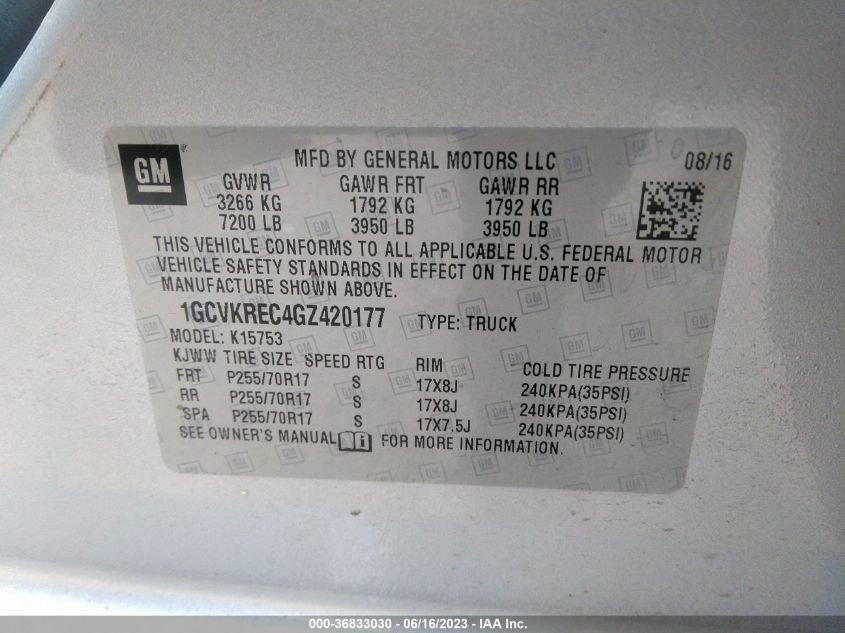 GM ®
MFD BY GENERAL MOTORS LLC 08/16
GVWR GAWR FRT GAWR RR
3266 KG 1792 KG 1792 KG
7200 LB 3950 LB 3950 LB
THIS VEHICLE CONFORMS TO ALL APPLICABLE U.S. FEDERAL MOTOR
VEHICLE SAFETY STANDARDS IN EFFECT ON THE DATE OF
MANUFACTURE SHOWN ABOVE.
1GCVKREC4GZ420177 TYPE: TRUCK
MODEL: K15753
KJWW TIRE SIZE SPEED RTG RIM COLD TIRE PRESSURE
FRT P255/70R17 S 17X8J 240KPA(35PSI)
RR P255/70R17 S 17X8J 240KPA(35PSI)
SPA P255/70R17 S 17X7.5J 240KPA(35PSI)
SEE OWNER'S MANUAL FOR MORE INFORMATION.
000-36833030 - 06/16/2023 - IAA Inc.